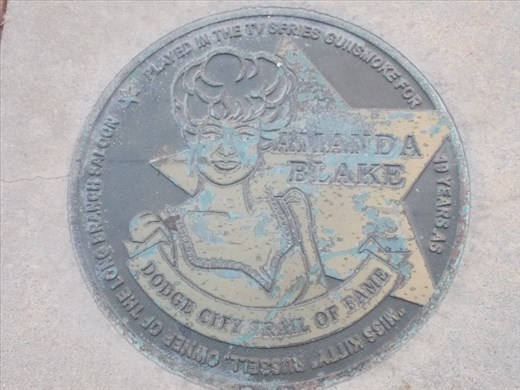 AMANDA
BLAKE
DODGE CITY TRAIL OF FAME
PLAYED IN THE TV SERIES GUNSMOKE FOR 19 YEARS AS "MISS KITTY" RUSSELL, OWNER OF THE LONG BRANCH SALOON